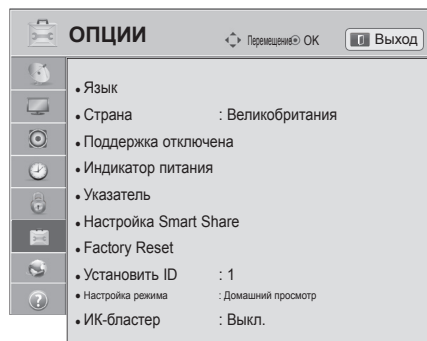 ОПЦИИ
Перемещение OK
Выход
• Язык
• Страна : Великобритания
• Поддержка отключена
• Индикатор питания
• Указатель
• Настройка Smart Share
• Factory Reset
• Установить ID : 1
• Настройка режима : Домашний просмотр
• ИК-бластер : Выкл.